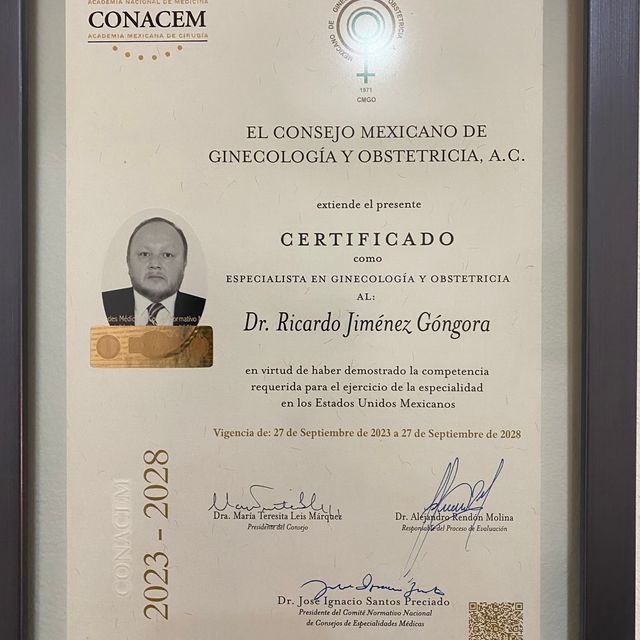 ACADEMIA NACIONAL DE MEDICINA
CONACEM
ACADEMIA MEXICANA DE CIRUGÍA
MEXICANO DE GINECOLOGÍA Y OBSTETRICIA
1971
CMGO
EL CONSEJO MEXICANO DE
GINECOLOGÍA Y OBSTETRICIA, A.C.
extiende el presente
CERTIFICADO
como
ESPECIALISTA EN GINECOLOGÍA Y OBSTETRICIA
AL:
Dr. Ricardo Jiménez Góngora
en virtud de haber demostrado la competencia
requerida para el ejercicio de la especialidad
en los Estados Unidos Mexicanos
Vigencia de: 27 de Septiembre de 2023 a 27 de Septiembre de 2028
CONACEM
2023 - 2028
Dra. María Teresita Leis Márquez
Presidente del Consejo
Dr. Alejandro Rendón Molina
Responsable del Proceso de Evaluación
Dr. José Ignacio Santos Preciado
Presidente del Comité Normativo Nacional
de Consejos de Especialidades Médicas